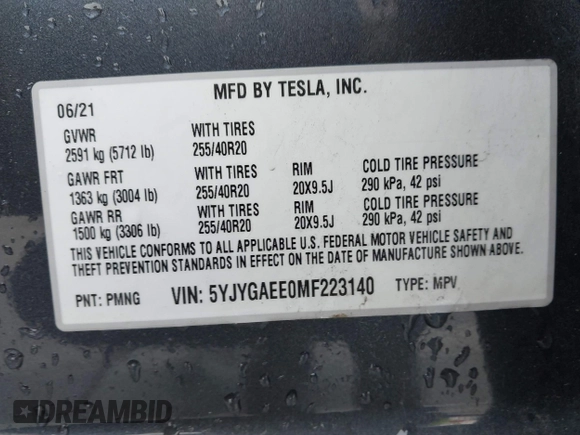 MFD BY TESLA, INC.
06/21
GVWR WITH TIRES
2591 kg (5712 lb) 255/40R20
GAWR FRT WITH TIRES RIM COLD TIRE PRESSURE
1363 kg (3004 lb) 255/40R20 20X9.5J 290 kPa, 42 psi
GAWR RR WITH TIRES RIM COLD TIRE PRESSURE
1500 kg (3306 lb) 255/40R20 20X9.5J 290 kPa, 42 psi
THIS VEHICLE CONFORMS TO ALL APPLICABLE U.S. FEDERAL MOTOR VEHICLE SAFETY AND
THEFT PREVENTION STANDARDS IN EFFECT ON THE DATE OF MANUFACTURE SHOWN ABOVE.
PNT: PMNG VIN: 5YJYGAEE0MF223140 TYPE: MPV
DREAMBID